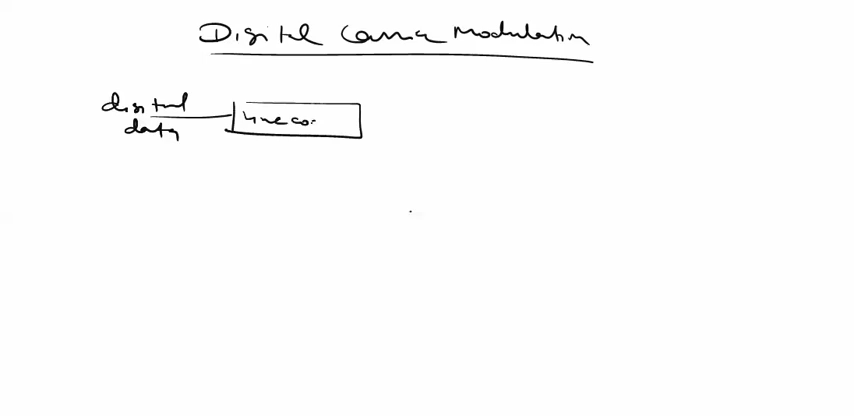 Digital Carrier Modulation
digital
data
line co